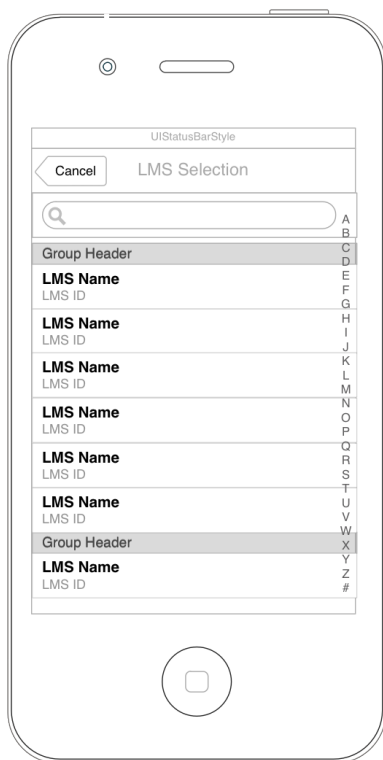 UIStatusBarStyle
Cancel
LMS Selection
Group Header
LMS Name
LMS ID
LMS Name
LMS ID
LMS Name
LMS ID
LMS Name
LMS ID
LMS Name
LMS ID
LMS Name
LMS ID
Group Header
LMS Name
LMS ID
A
B
C
D
E
F
G
H
I
J
K
L
M
N
O
P
Q
R
S
T
U
V
W
X
Y
Z
#